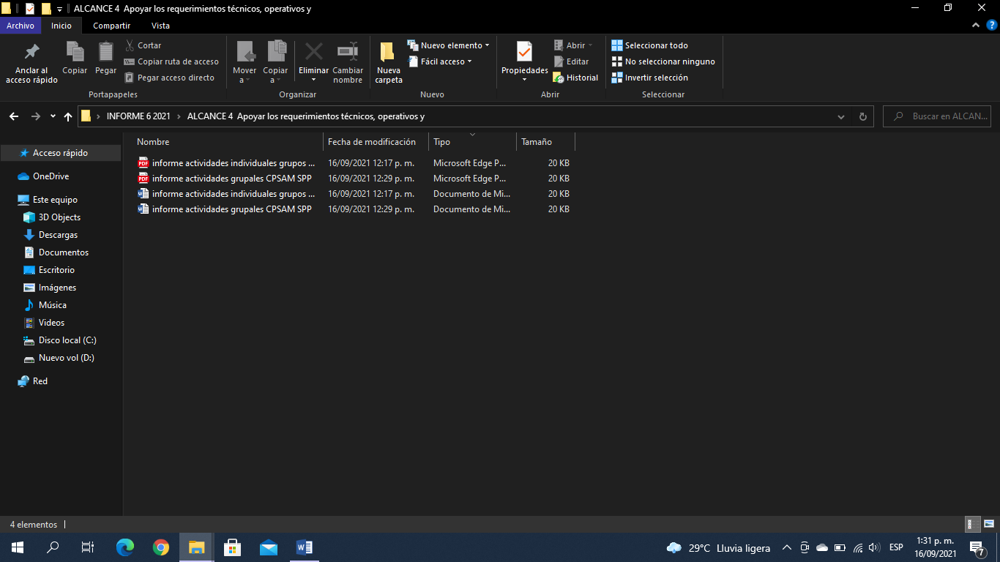 ALCANCE 4  Apoyar los requerimientos técnicos, operativos y
Archivo Inicio Compartir Vista
Anclar al acceso rápido
Copiar
Pegar
Cortar
Copiar ruta de acceso
Pegar acceso directo
Portapapeles
Mover a
Copiar a
Eliminar
Cambiar nombre
Organizar
Nueva carpeta
Nuevo elemento
Fácil acceso
Nuevo
Propiedades
Abrir
Editar
Historial
Abrir
Seleccionar todo
No seleccionar ninguno
Invertir selección
Seleccionar
INFORME 6 2021 > ALCANCE 4  Apoyar los requerimientos técnicos, operativos y
Buscar en ALCAN...
Nombre Fecha de modificación Tipo Tamaño
PDF informe actividades individuales grupos ... 16/09/2021 12:17 p. m. Microsoft Edge P... 20 KB
PDF informe actividades grupales CPSAM SPP 16/09/2021 12:29 p. m. Microsoft Edge P... 20 KB
informe actividades individuales grupos ... 16/09/2021 12:17 p. m. Documento de Mi... 20 KB
informe actividades grupales CPSAM SPP 16/09/2021 12:29 p. m. Documento de Mi... 20 KB
Acceso rápido
OneDrive
Este equipo
3D Objects
Descargas
Documentos
Escritorio
Imágenes
Música
Videos
Disco local (C:)
Nuevo vol (D:)
Red
4 elementos
29°C Lluvia ligera
ESP
1:31 p. m.
16/09/2021
7